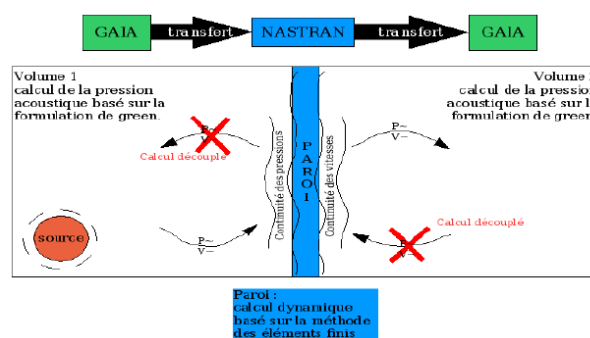 GAIA transfert NASTRAN transfert GAIA
Volume 1
calcul de la pression
acoustique basé sur la
formulation de green.
Volume
calcul de la pression
acoustique basé sur la
formulation de green
Calcul découplé
P~
V~
Continuité des pressions
PAROI
Continuité des vitesses
P~
V~
Calcul découplé
source
Paroi :
calcul dynamique
basé sur la méthode
des éléments finis